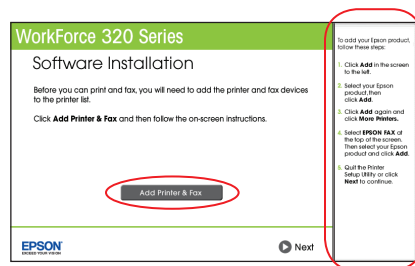 WorkForce 320 Series
Software Installation
Before you can print and fax, you will need to add the printer and fax devices
to the printer list.
Click Add Printer & Fax and then follow the on-screen instructions.
Add Printer & Fax
EPSON
EXCEED YOUR VISION
Next
To add your Epson product,
follow these steps:
1. Click Add in the screen
to the left.
2. Select your Epson
product, then
click Add.
3. Click Add again and
click More Printers.
4. Select EPSON FAX at
the top of the screen.
Then select your Epson
product and click Add.
5. Quit the Printer
Setup Utility or click
Next to continue.